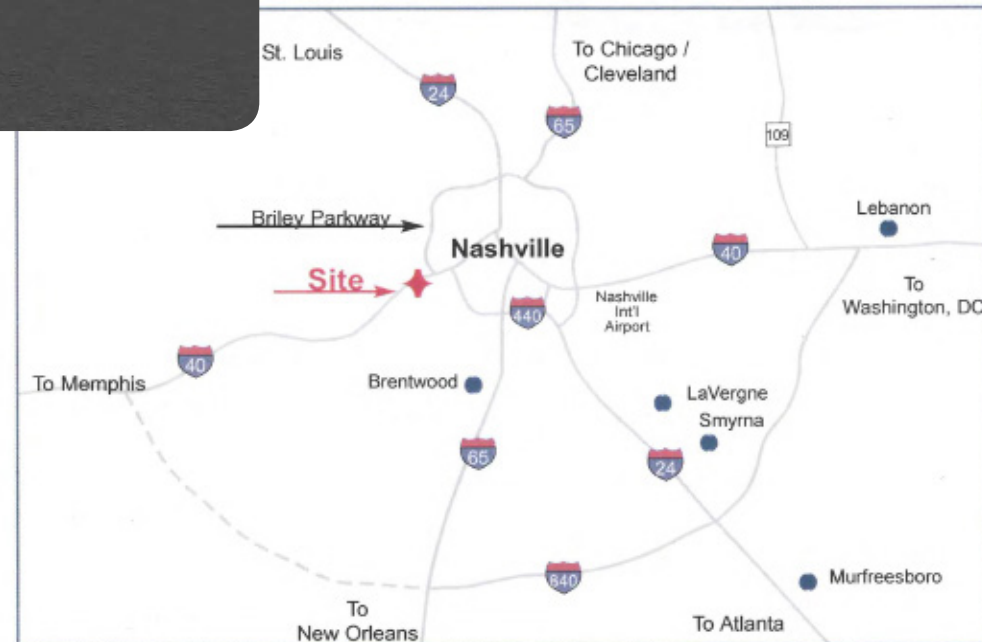 St. Louis
To Chicago /
Cleveland
24
65
109
Lebanon
Briley Parkway
Nashville
40
Site
To
Washington, DC
Nashville
Int'l
Airport
440
40
To Memphis
Brentwood
LaVergne
Smyrna
65
24
840
Murfreesboro
To
New Orleans
To Atlanta